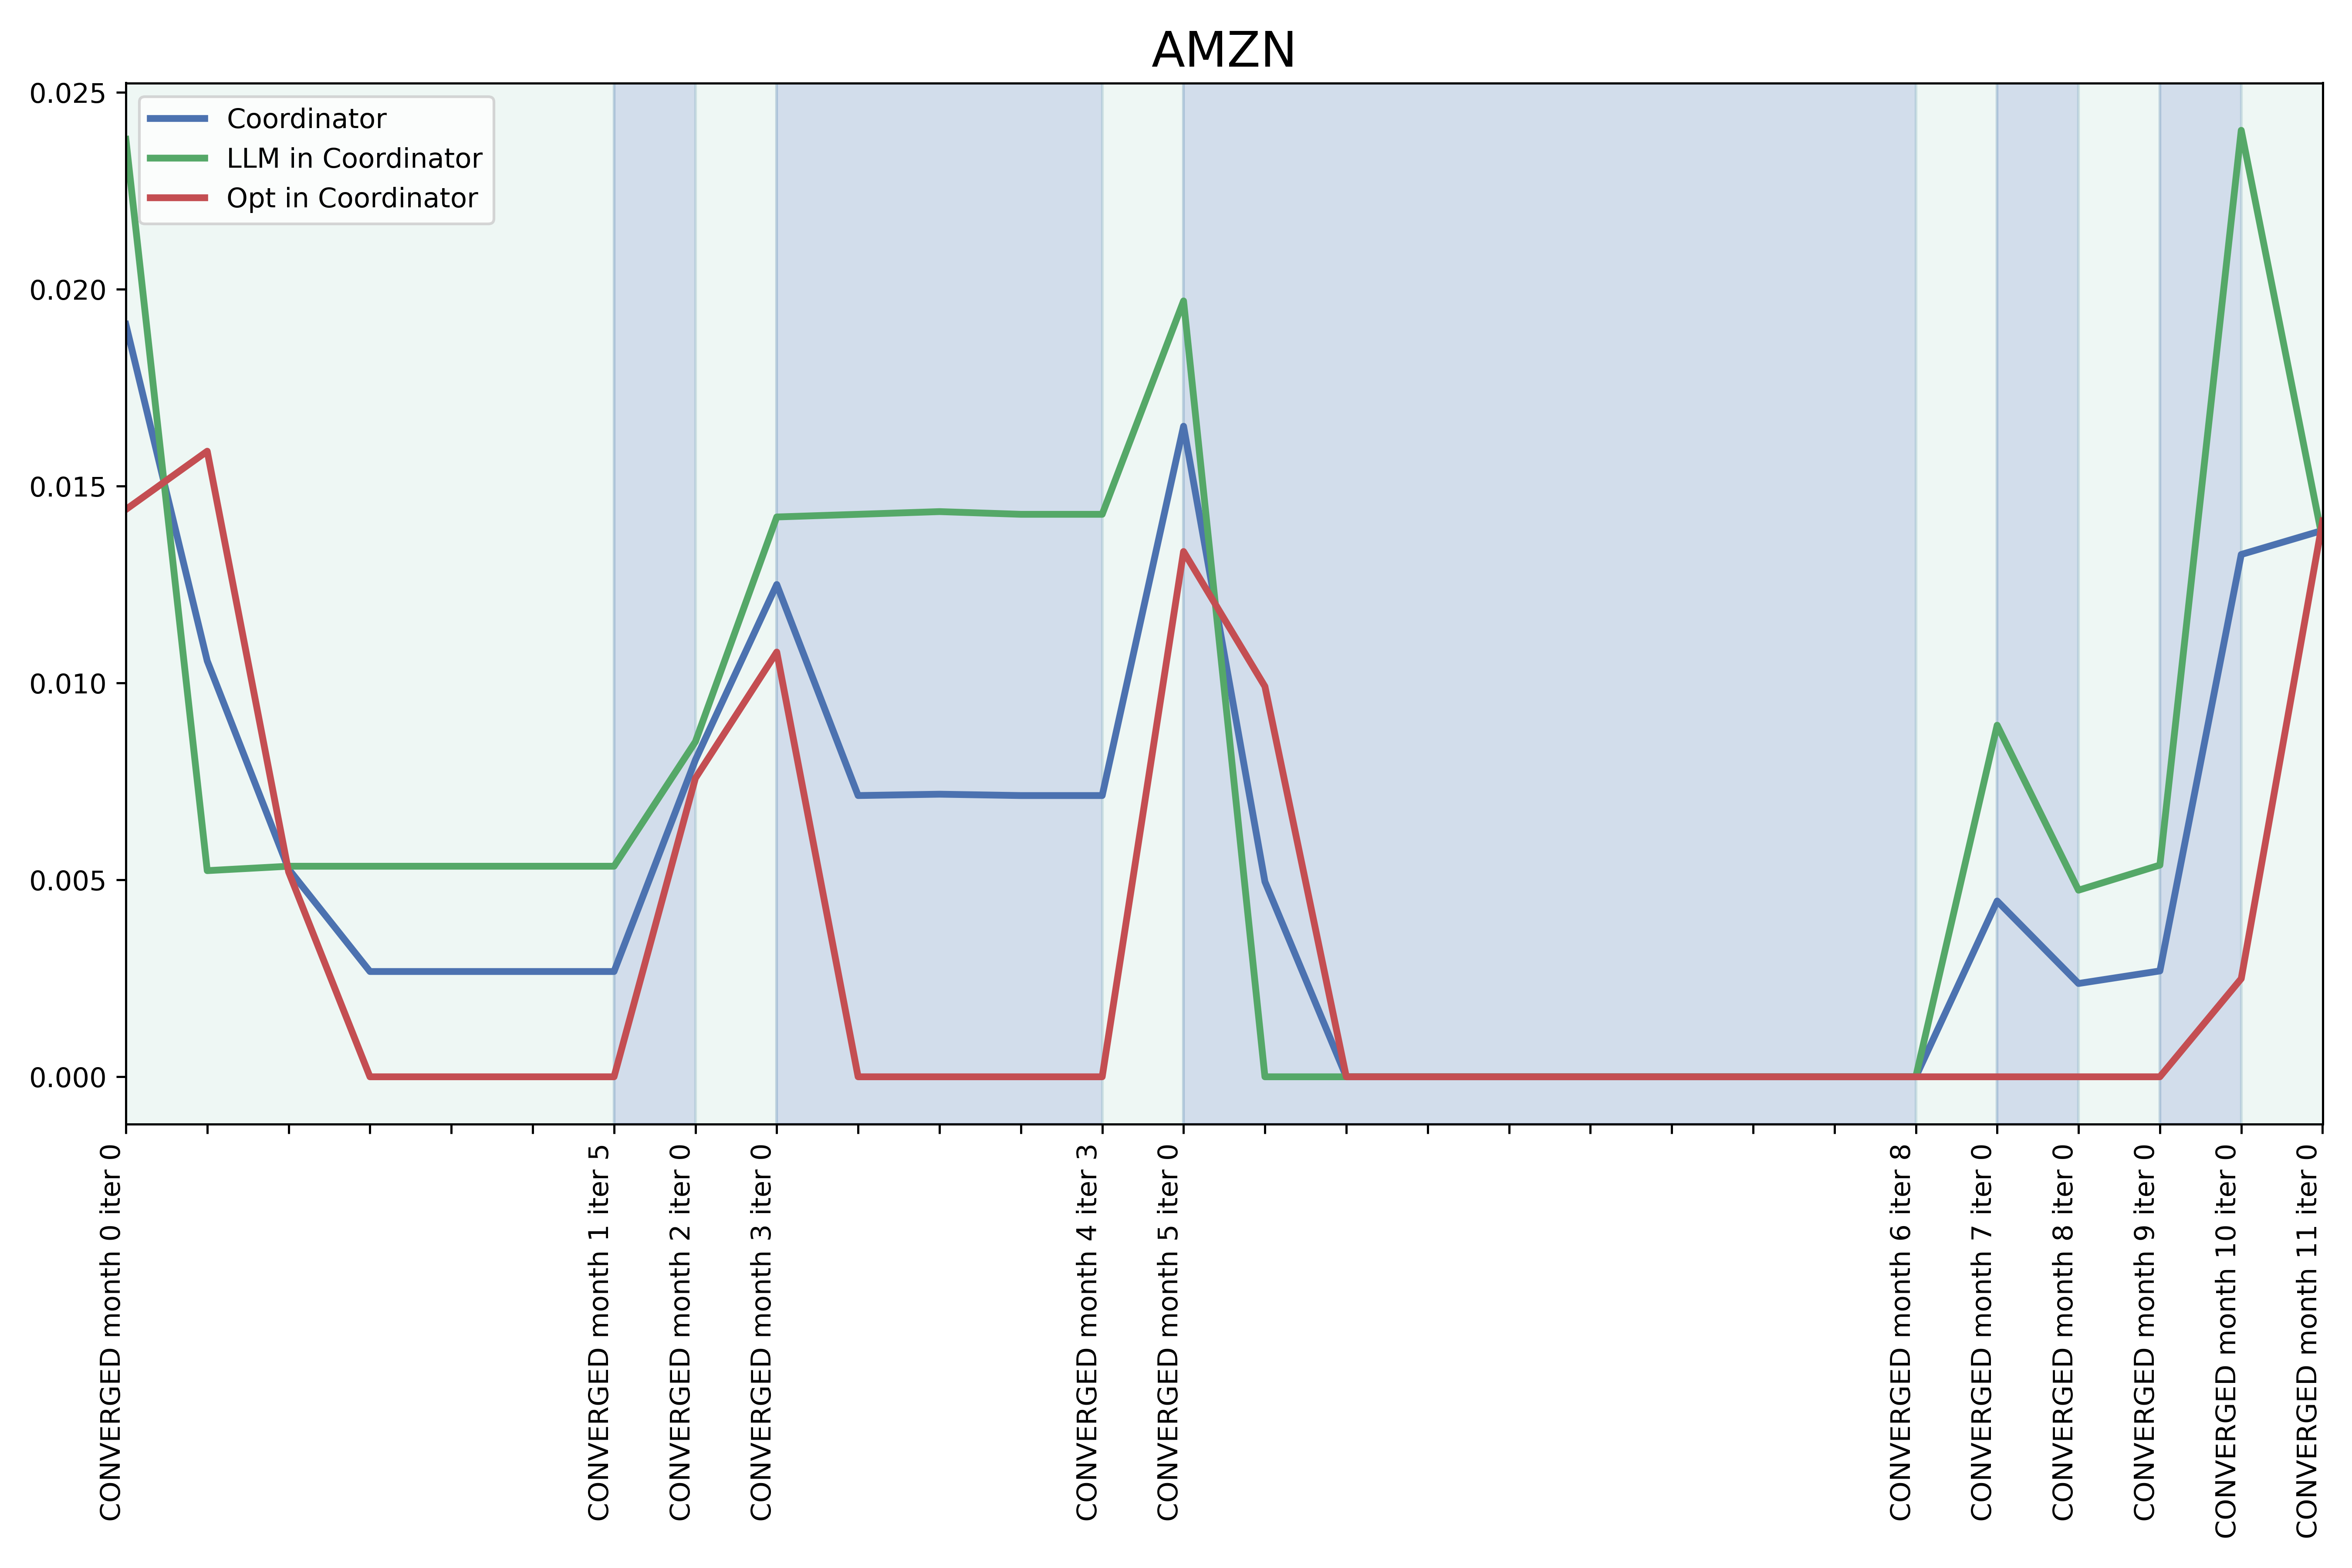 AMZN
0.025
0.020
0.015
0.010
0.005
0.000
Coordinator
LLM in Coordinator
Opt in Coordinator
CONVERGED month 0 iter 0
CONVERGED month 1 iter 5
CONVERGED month 2 iter 0
CONVERGED month 3 iter 0
CONVERGED month 4 iter 3
CONVERGED month 5 iter 0
CONVERGED month 6 iter 8
CONVERGED month 7 iter 0
CONVERGED month 8 iter 0
CONVERGED month 9 iter 0
CONVERGED month 10 iter 0
CONVERGED month 11 iter 0